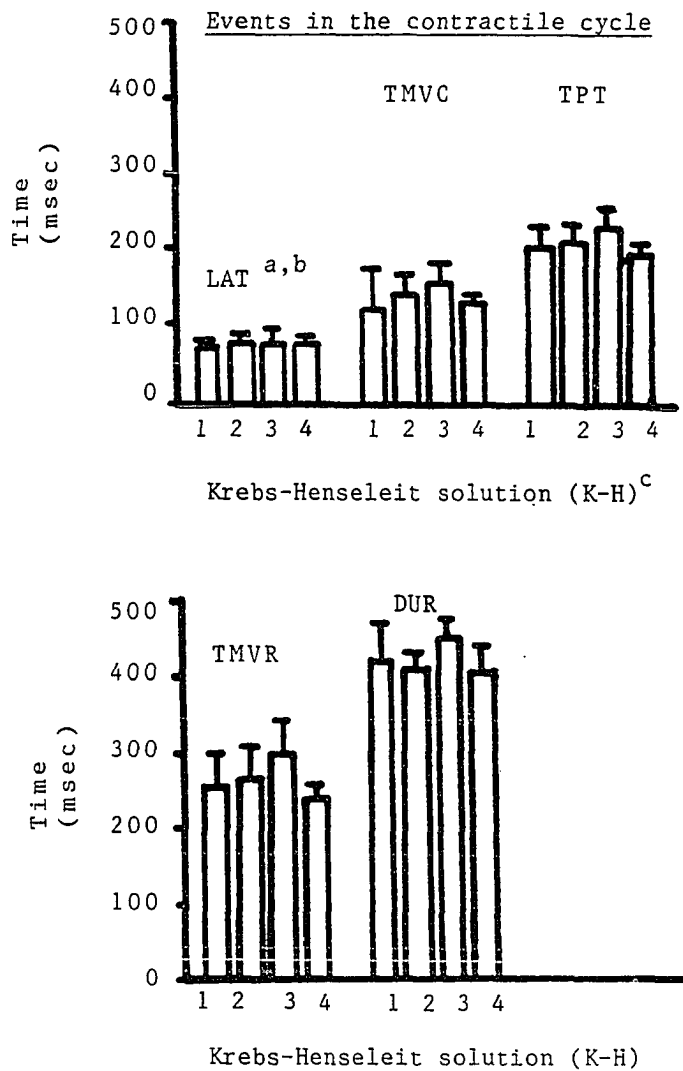 Events in the contractile cycle
500
400
300
200
100
0
Time
(msec)
TMVC TPT
LAT a,b
1 2 3 4 1 2 3 4 1 2 3 4
Krebs-Henseleit solution (K-H)c
500
400
300
200
100
0
Time
(msec)
DUR
TMVR
1 2 3 4 1 2 3 4
Krebs-Henseleit solution (K-H)